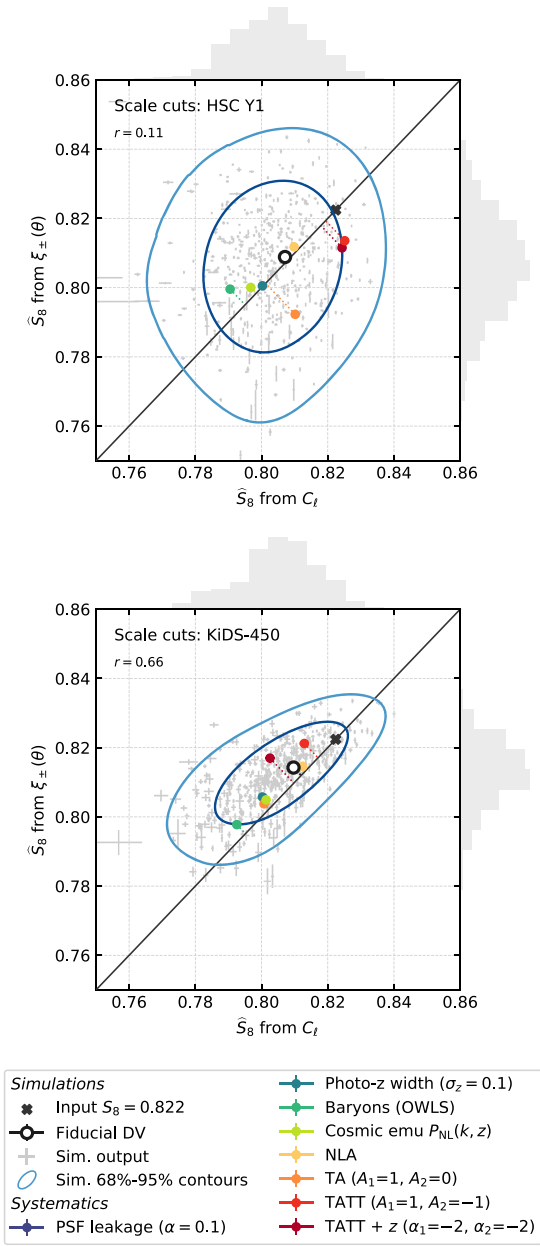 0.86
0.84
0.82
0.80
0.78
0.76
Scale cuts: HSC Y1
r = 0.11
Ŝ₈ from ξ±(θ)
0.76 0.78 0.80 0.82 0.84 0.86
Ŝ₈ from Cℓ
0.86
0.84
0.82
0.80
0.78
0.76
Scale cuts: KiDS-450
r = 0.66
Ŝ₈ from ξ±(θ)
0.76 0.78 0.80 0.82 0.84 0.86
Ŝ₈ from Cℓ
Simulations
Input S₈ = 0.822
Fiducial DV
Sim. output
Sim. 68%-95% contours
Systematics
PSF leakage (α = 0.1)
Photo-z width (σz = 0.1)
Baryons (OWLS)
Cosmic emu PNL(k, z)
NLA
TA (A₁=1, A₂=0)
TATT (A₁=1, A₂=−1)
TATT + z (α₁=−2, α₂=−2)